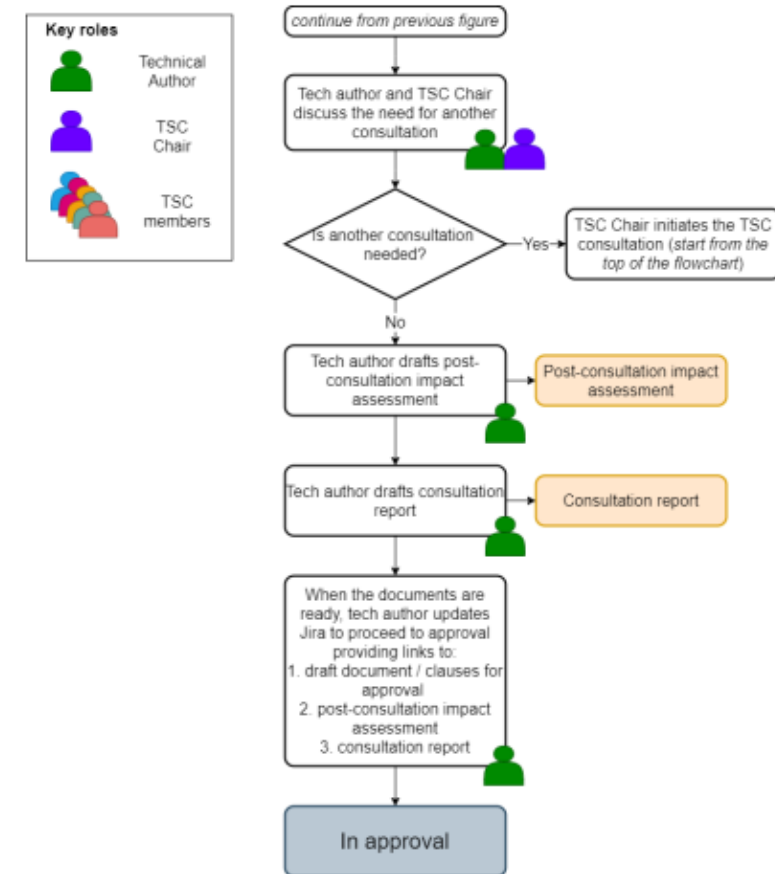 Key roles
Technical
Author
TSC
Chair
TSC
members
continue from previous figure
Tech author and TSC Chair
discuss the need for another
consultation
Is another consultation
needed?
Yes
TSC Chair initiates the TSC
consultation (start from the
top of the flowchart)
No
Tech author drafts post-
consultation impact
assessment
Post-consultation impact
assessment
Tech author drafts consultation
report
Consultation report
When the documents are
ready, tech author updates
Jira to proceed to approval
providing links to:
1. draft document / clauses for
approval
2. post-consultation impact
assessment
3. consultation report
In approval